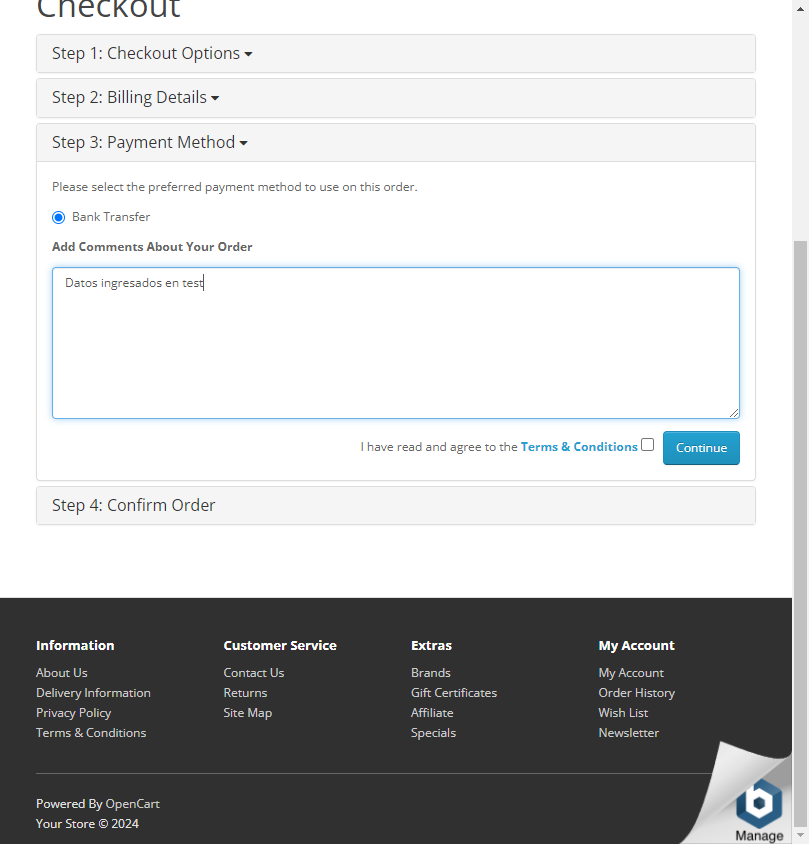 Checkout
Step 1: Checkout Options
Step 2: Billing Details
Step 3: Payment Method
Please select the preferred payment method to use on this order.
Bank Transfer
Add Comments About Your Order
Datos ingresados en test
I have read and agree to the Terms & Conditions Continue
Step 4: Confirm Order
Information Customer Service Extras My Account
About Us Contact Us Brands My Account
Delivery Information Returns Gift Certificates Order History
Privacy Policy Site Map Affiliate Wish List
Terms & Conditions Specials Newsletter
Powered By OpenCart
Your Store © 2024
Manage